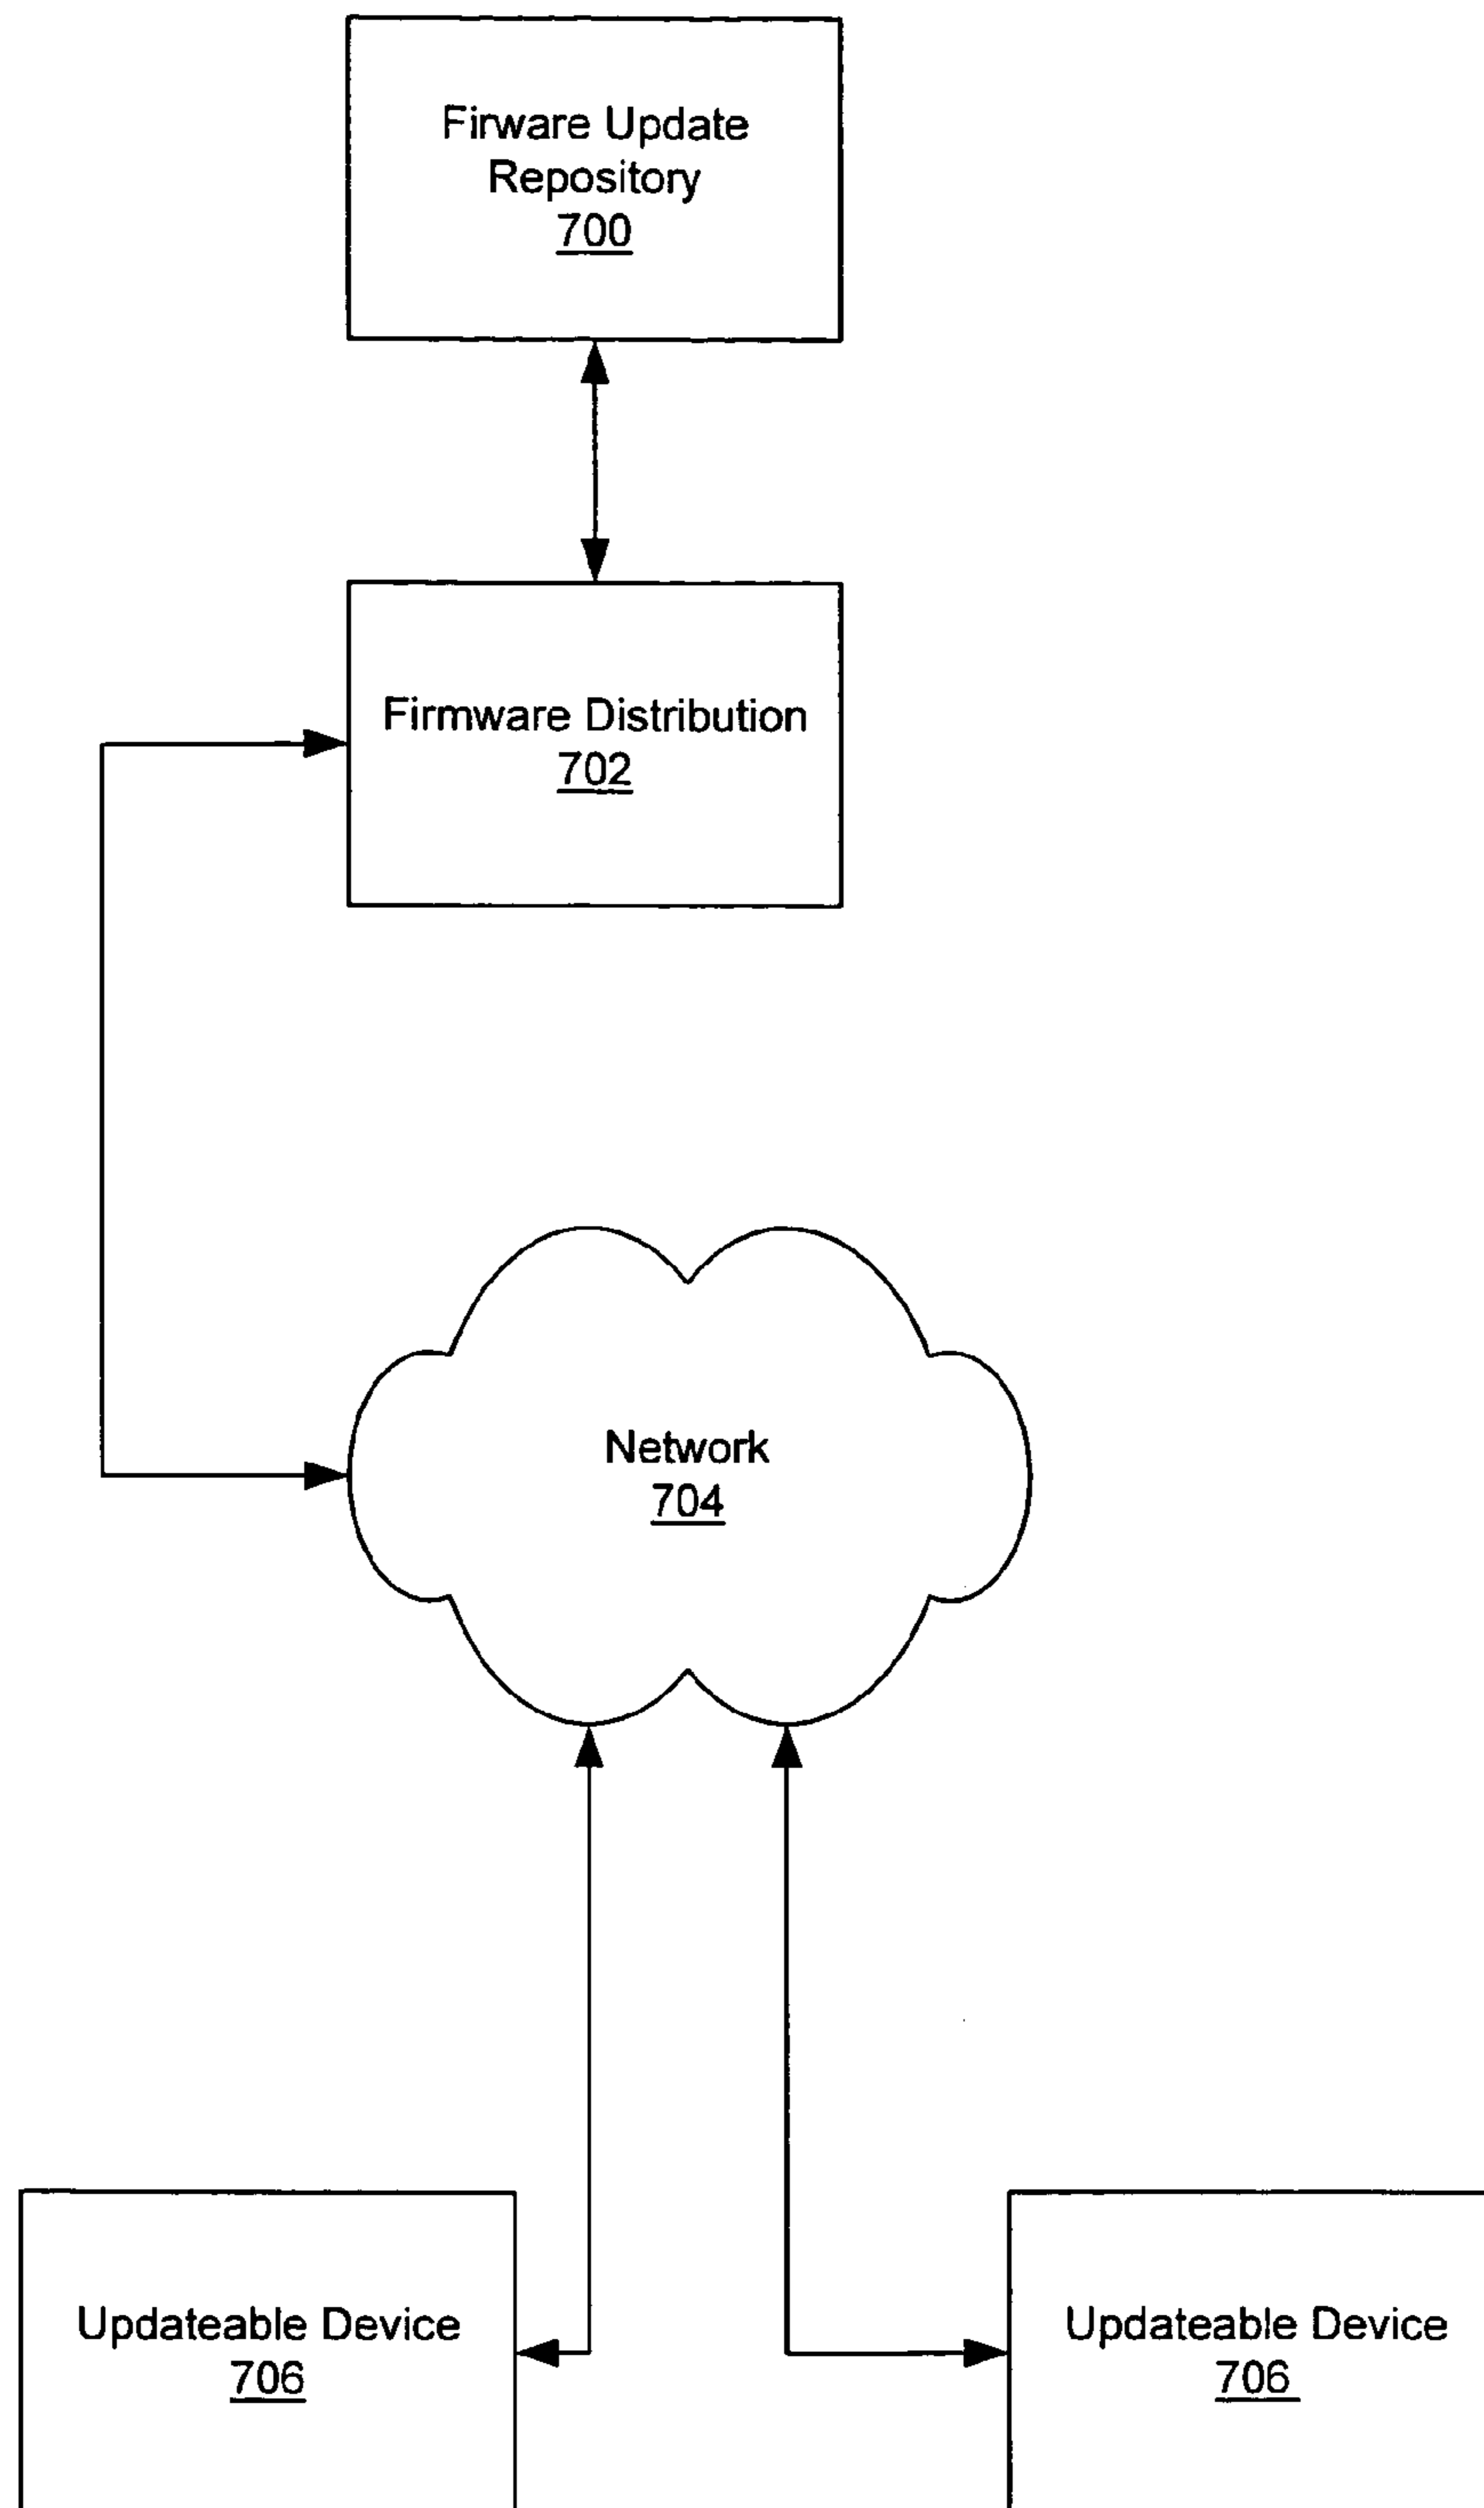 Firware Update
Repository
700
Firmware Distribution
702
Network
704
Updateable Device
706
Updateable Device
706